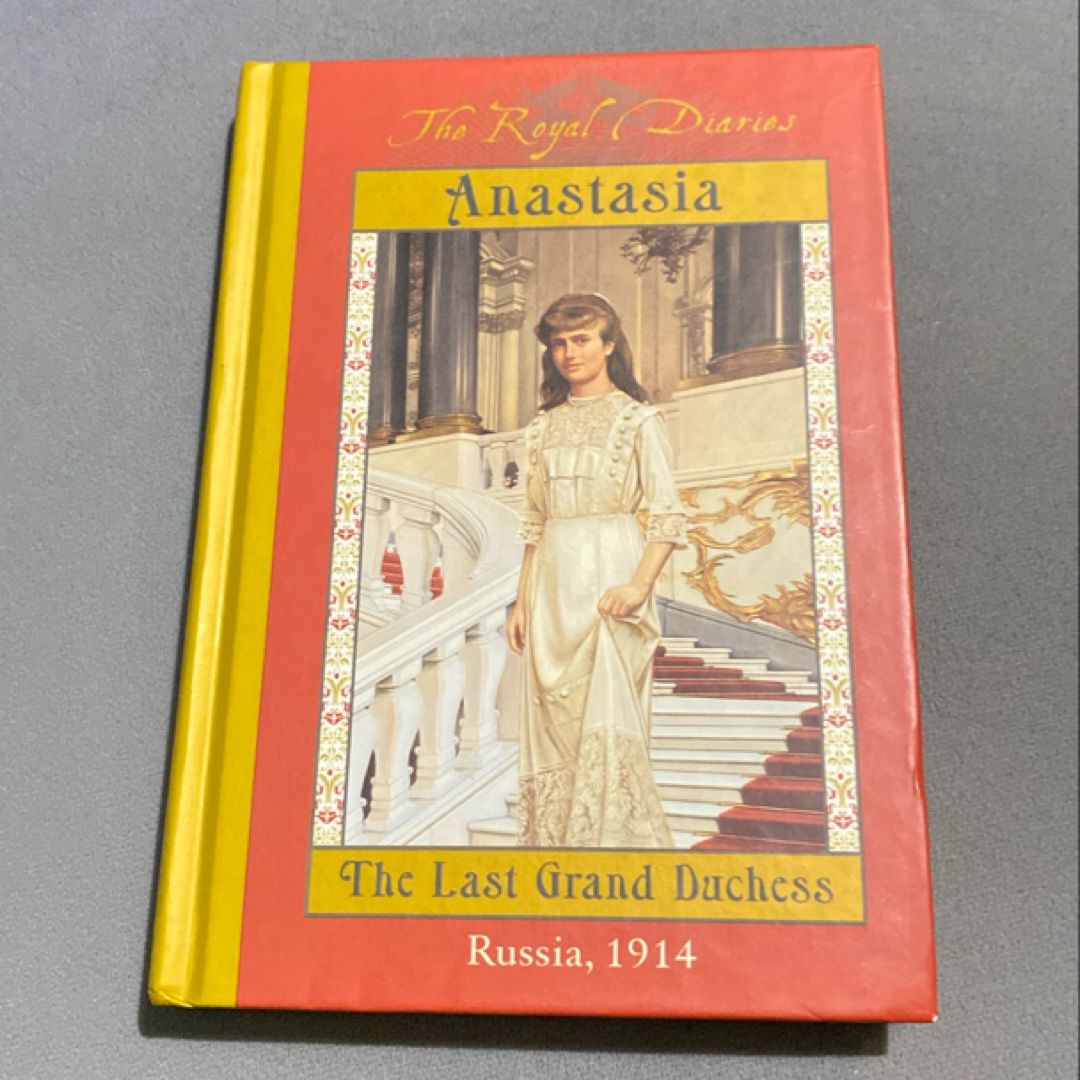 The Royal Diaries
Anastasia
The Last Grand Duchess
Russia, 1914